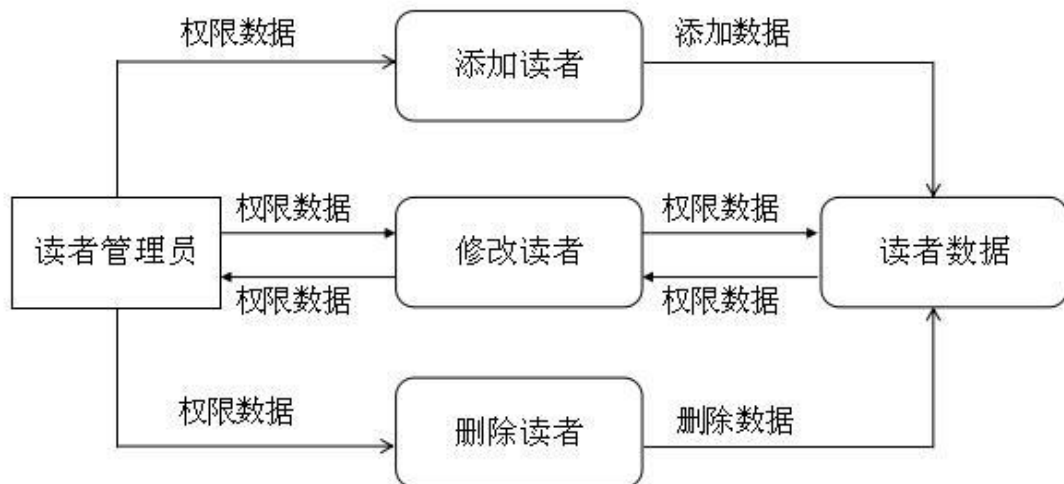 权限数据
添加读者
添加数据
读者管理员
权限数据
修改读者
权限数据
读者数据
权限数据
权限数据
权限数据
删除读者
删除数据